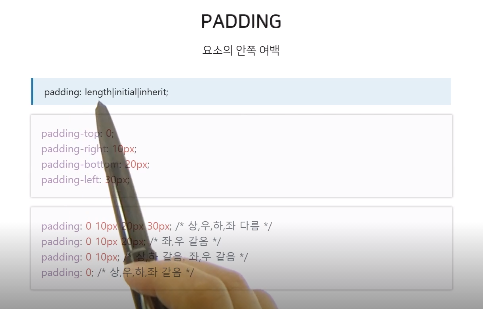 PADDING
요소의 안쪽 여백
padding: length|initial|inherit;
padding-top: 0;
padding-right: 10px;
padding-bottom: 20px;
padding-left: 30px;
padding: 0 10px 20px 30px; /* 상,우,하,좌 다름 */
padding: 0 10px 20px; /* 좌,우 같음 */
padding: 0 10px; /* 상,하 같음, 좌,우 같음 */
padding: 0; /* 상,우,하,좌 같음 */